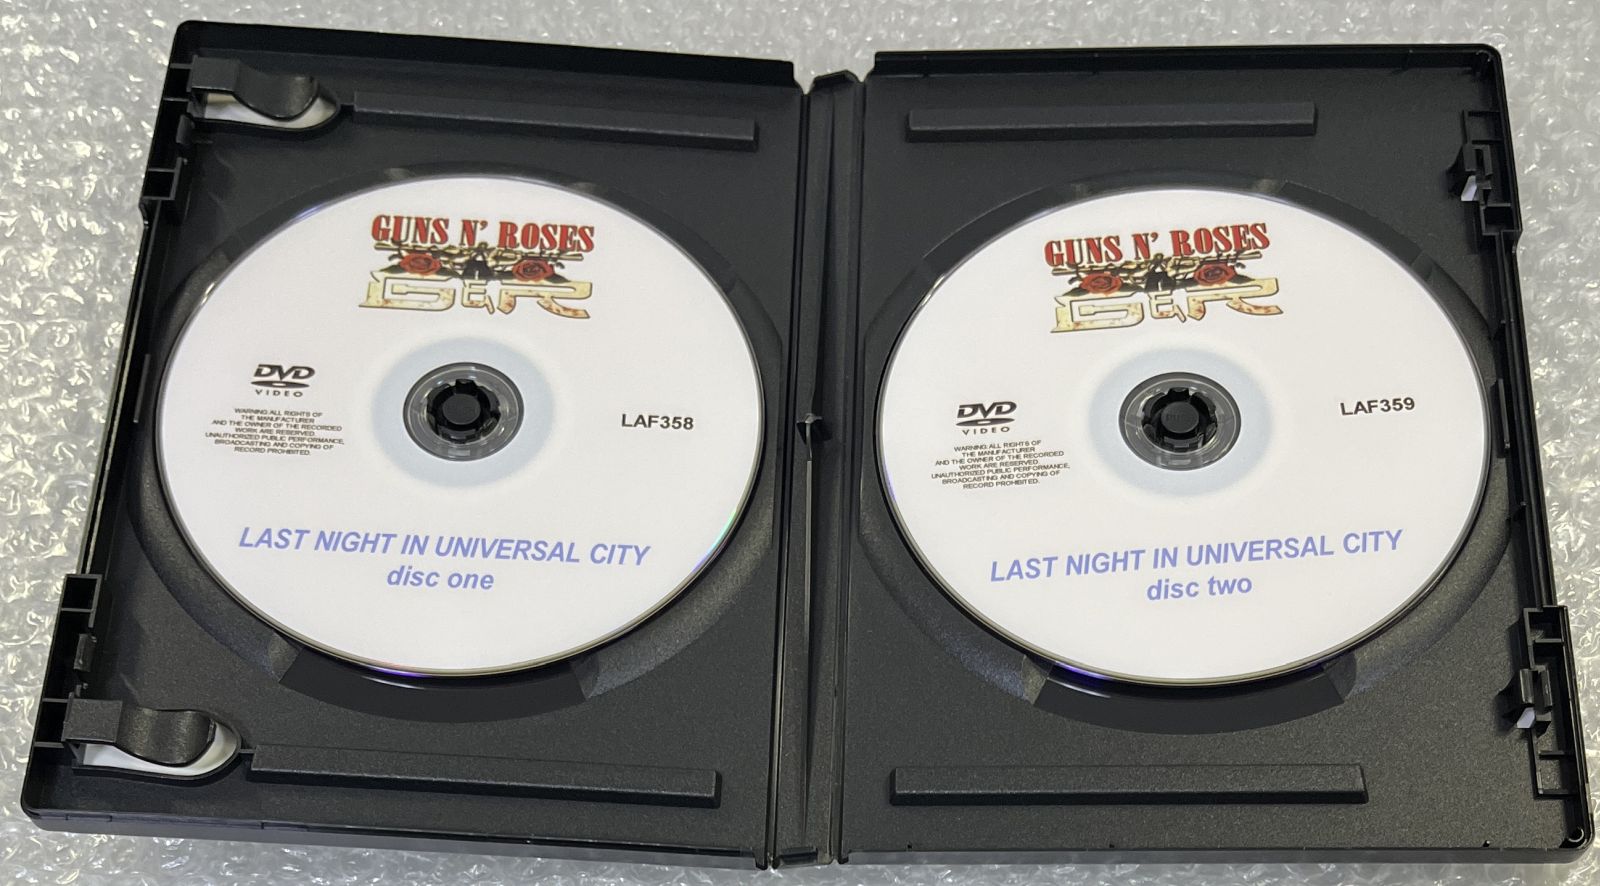 GUNS N' ROSES
G&R
DVD
VIDEO
WARNING:ALL RIGHTS OF
THE MANUFACTURER
AND THE OWNER OF THE RECORDED
WORK ARE RESERVED.
UNAUTHORIZED PUBLIC PERFORMANCE,
BROADCASTING AND COPYING OF
RECORD PROHIBITED.
LAF358
LAST NIGHT IN UNIVERSAL CITY
disc one
GUNS N' ROSES
G&R
DVD
VIDEO
WARNING:ALL RIGHTS OF
THE MANUFACTURER
AND THE OWNER OF THE RECORDED
WORK ARE RESERVED.
UNAUTHORIZED PUBLIC PERFORMANCE,
BROADCASTING AND COPYING OF
RECORD PROHIBITED.
LAF359
LAST NIGHT IN UNIVERSAL CITY
disc two